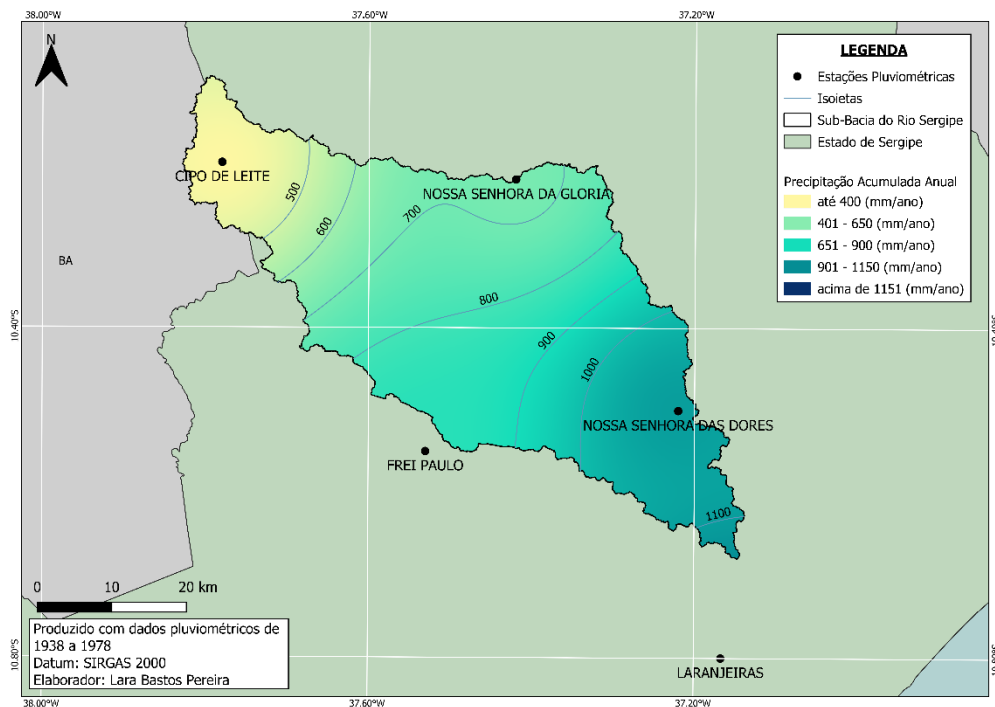 38.00°W
37.60°W
37.20°W
N
LEGENDA
Estações Pluviométricas
Isoietas
Sub-Bacia do Rio Sergipe
Estado de Sergipe
Precipitação Acumulada Anual
até 400 (mm/ano)
401 - 650 (mm/ano)
651 - 900 (mm/ano)
901 - 1150 (mm/ano)
acima de 1151 (mm/ano)
CIPO DE LEITE
NOSSA SENHORA DA GLORIA
500
600
700
BA
800
10.40°S
900
1000
NOSSA SENHORA DAS DORES
FREI PAULO
1100
0 10 20 km
Produzido com dados pluviométricos de
1938 a 1978
Datum: SIRGAS 2000
Elaborador: Lara Bastos Pereira
10.80°S
LARANJEIRAS
38.00°W
37.60°W
37.20°W